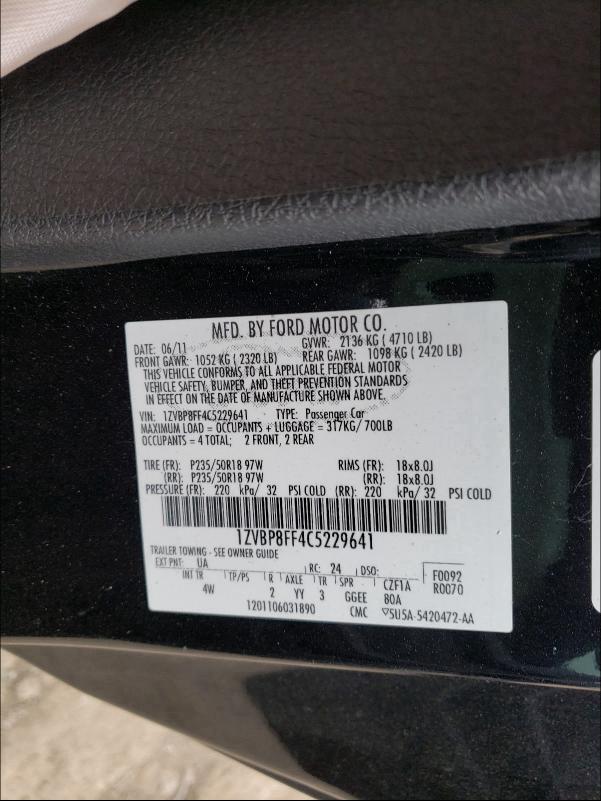 MFD. BY FORD MOTOR CO.
DATE: 06/11 GVWR: 2136 KG ( 4710 LB)
FRONT GAWR: 1052 KG ( 2320 LB) REAR GAWR: 1098 KG ( 2420 LB)
THIS VEHICLE CONFORMS TO ALL APPLICABLE FEDERAL MOTOR
VEHICLE SAFETY, BUMPER, AND THEFT PREVENTION STANDARDS
IN EFFECT ON THE DATE OF MANUFACTURE SHOWN ABOVE.
VIN: 1ZVBP8FF4C5229641 TYPE: Passenger Car
MAXIMUM LOAD = OCCUPANTS + LUGGAGE = 317KG/ 700LB
OCCUPANTS = 4 TOTAL; 2 FRONT, 2 REAR
TIRE (FR): P235/50R18 97W RIMS (FR): 18x8.0J
(RR): P235/50R18 97W (RR): 18x8.0J
PRESSURE (FR): 220 kPa/ 32 PSI COLD (RR): 220 kPa/ 32 PSI COLD
1ZVBP8FF4C5229641
TRAILER TOWING - SEE OWNER GUIDE
EXT PNT: UA RC: 24 DSO: F0092
INT TR TP/PS R AXLE TR SPR CZF1A R0070
4W 2 YY 3 GGEE 80A
1201106031890 CMC ▽5U5A-5420472-AA